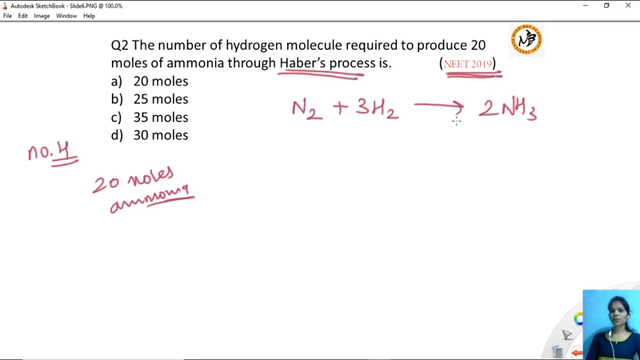 Autodesk SketchBook - Slide6.PNG @ 100.0%
File Edit Image Window Help
Q2 The number of hydrogen molecule required to produce 20
moles of ammonia through Haber's process is. (NEET 2019)
a) 20 moles
b) 25 moles
c) 35 moles
d) 30 moles
N2 + 3H2 → 2NH3
no.4
20 moles
ammonia